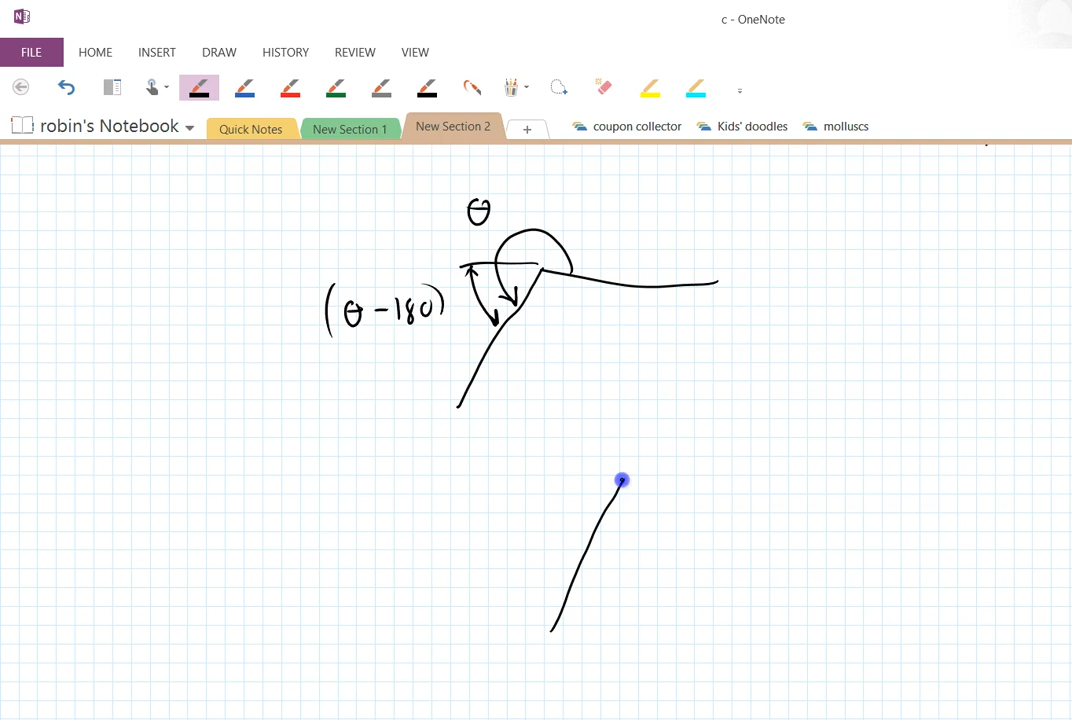 c - OneNote
FILE HOME INSERT DRAW HISTORY REVIEW VIEW
robin's Notebook Quick Notes New Section 1 New Section 2 + coupon collector Kids' doodles molluscs
θ
(θ - 180)